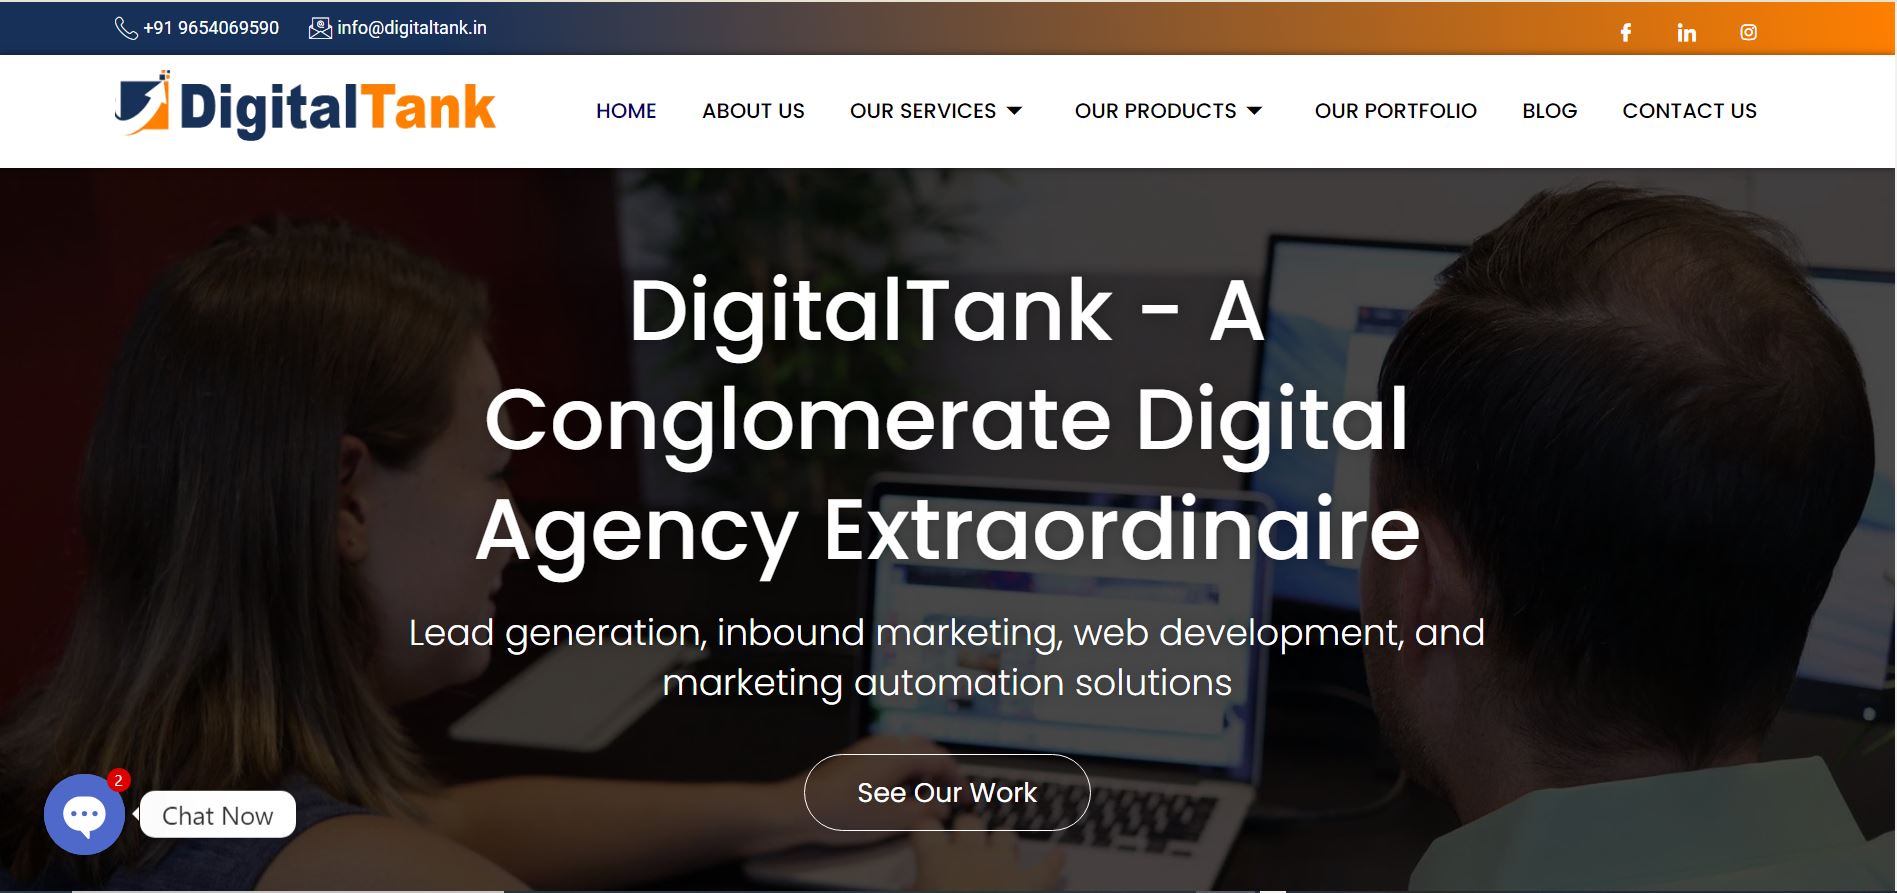 +91 9654069590 info@digitaltank.in
DigitalTank HOME ABOUT US OUR SERVICES OUR PRODUCTS OUR PORTFOLIO BLOG CONTACT US
DigitalTank - A
Conglomerate Digital
Agency Extraordinaire
Lead generation, inbound marketing, web development, and
marketing automation solutions
See Our Work
2
Chat Now